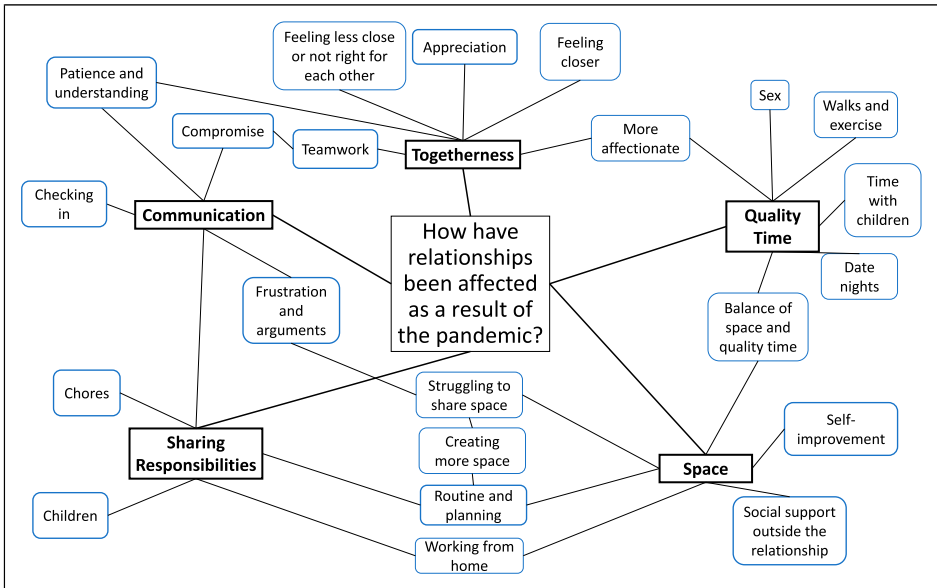 Feeling less close
or not right for
each other
Appreciation
Feeling
closer
Patience and
understanding
Sex
Walks and
exercise
Compromise
Teamwork
Togetherness
More
affectionate
Checking
in
Communication
Quality
Time
Time
with
children
How have
relationships
been affected
as a result of
the pandemic?
Date
nights
Frustration
and
arguments
Balance of
space and
quality time
Chores
Struggling to
share space
Self-
improvement
Sharing
Responsibilities
Creating
more space
Space
Children
Routine and
planning
Social support
outside the
relationship
Working from
home